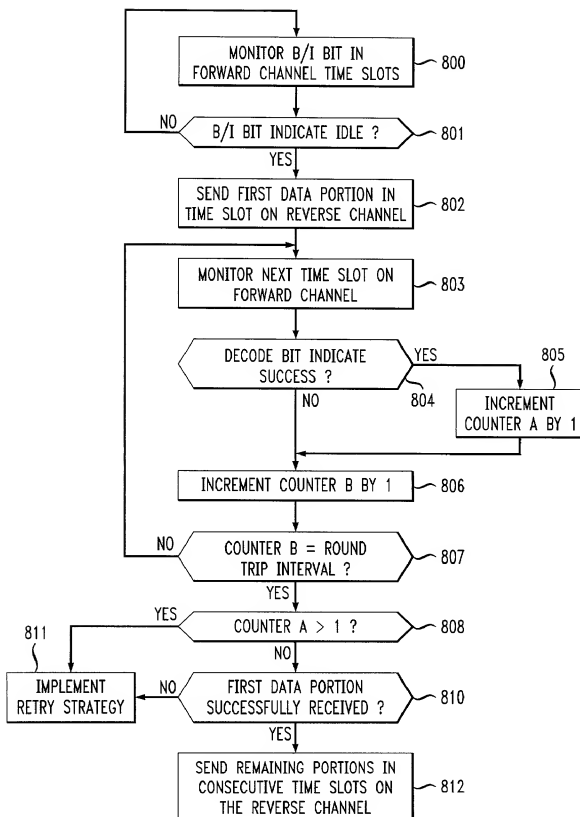 MONITOR B/I BIT IN
FORWARD CHANNEL TIME SLOTS
800
NO
B/I BIT INDICATE IDLE ?
801
YES
SEND FIRST DATA PORTION IN
TIME SLOT ON REVERSE CHANNEL
802
MONITOR NEXT TIME SLOT ON
FORWARD CHANNEL
803
DECODE BIT INDICATE
SUCCESS ?
YES
804
805
INCREMENT
COUNTER A BY 1
NO
INCREMENT COUNTER B BY 1
806
NO
COUNTER B = ROUND
TRIP INTERVAL ?
807
YES
YES
COUNTER A > 1 ?
808
811
NO
IMPLEMENT
RETRY STRATEGY
NO
FIRST DATA PORTION
SUCCESSFULLY RECEIVED ?
810
YES
SEND REMAINING PORTIONS IN
CONSECUTIVE TIME SLOTS ON
THE REVERSE CHANNEL
812